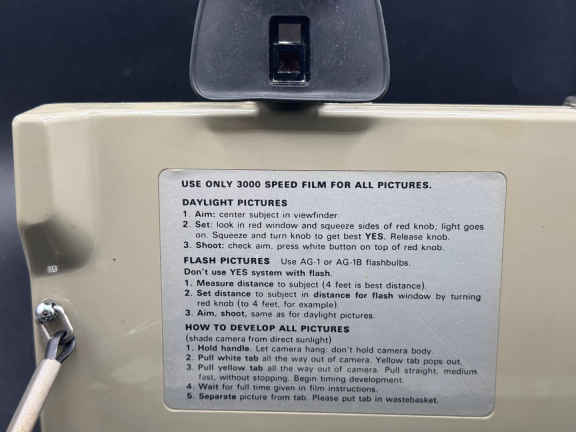 USE ONLY 3000 SPEED FILM FOR ALL PICTURES.
DAYLIGHT PICTURES
1. Aim: center subject in viewfinder.
2. Set: look in red window and squeeze sides of red knob; light goes
on. Squeeze and turn knob to get best YES. Release knob.
3. Shoot: check aim, press white button on top of red knob.
FLASH PICTURES Use AG-1 or AG-1B flashbulbs.
Don't use YES system with flash.
1. Measure distance to subject (4 feet is best distance).
2. Set distance to subject in distance for flash window by turning
red knob (to 4 feet, for example).
3. Aim, shoot, same as for daylight pictures.
HOW TO DEVELOP ALL PICTURES
(shade camera from direct sunlight)
1. Hold handle. Let camera hang: don't hold camera body.
2. Pull white tab all the way out of camera. Yellow tab pops out.
3. Pull yellow tab all the way out of camera. Pull straight, medium
fast, without stopping. Begin timing development.
4. Wait for full time given in film instructions.
5. Separate picture from tab. Please put tab in wastebasket.